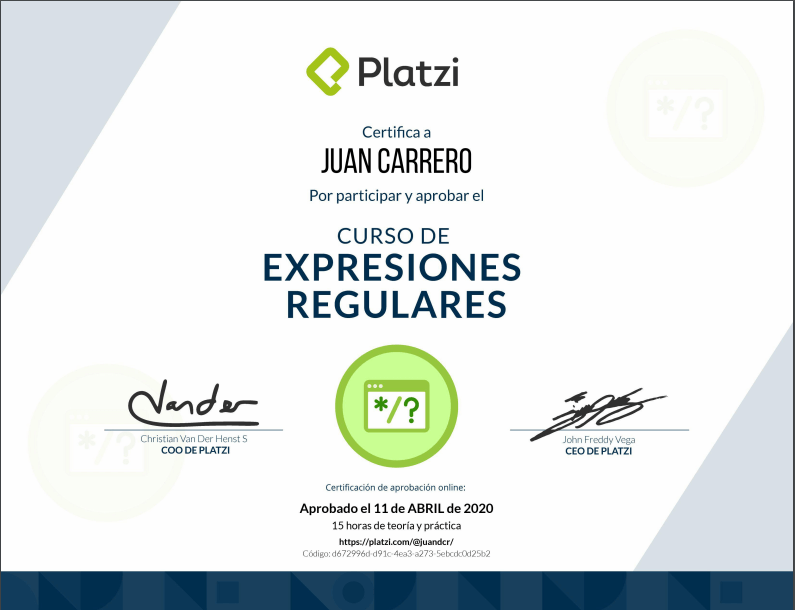 Platzi
Certifica a
JUAN CARRERO
Por participar y aprobar el
CURSO DE
EXPRESIONES
REGULARES
*/?
*/?
*/?
Vander
Christian Van Der Henst S
COO DE PLATZI
John Freddy Vega
CEO DE PLATZI
Certificación de aprobación online:
Aprobado el 11 de ABRIL de 2020
15 horas de teoría y práctica
https://platzi.com/@juandcr/
Código: d672996d-d91c-4ea3-a273-5ebcdc0d25b2